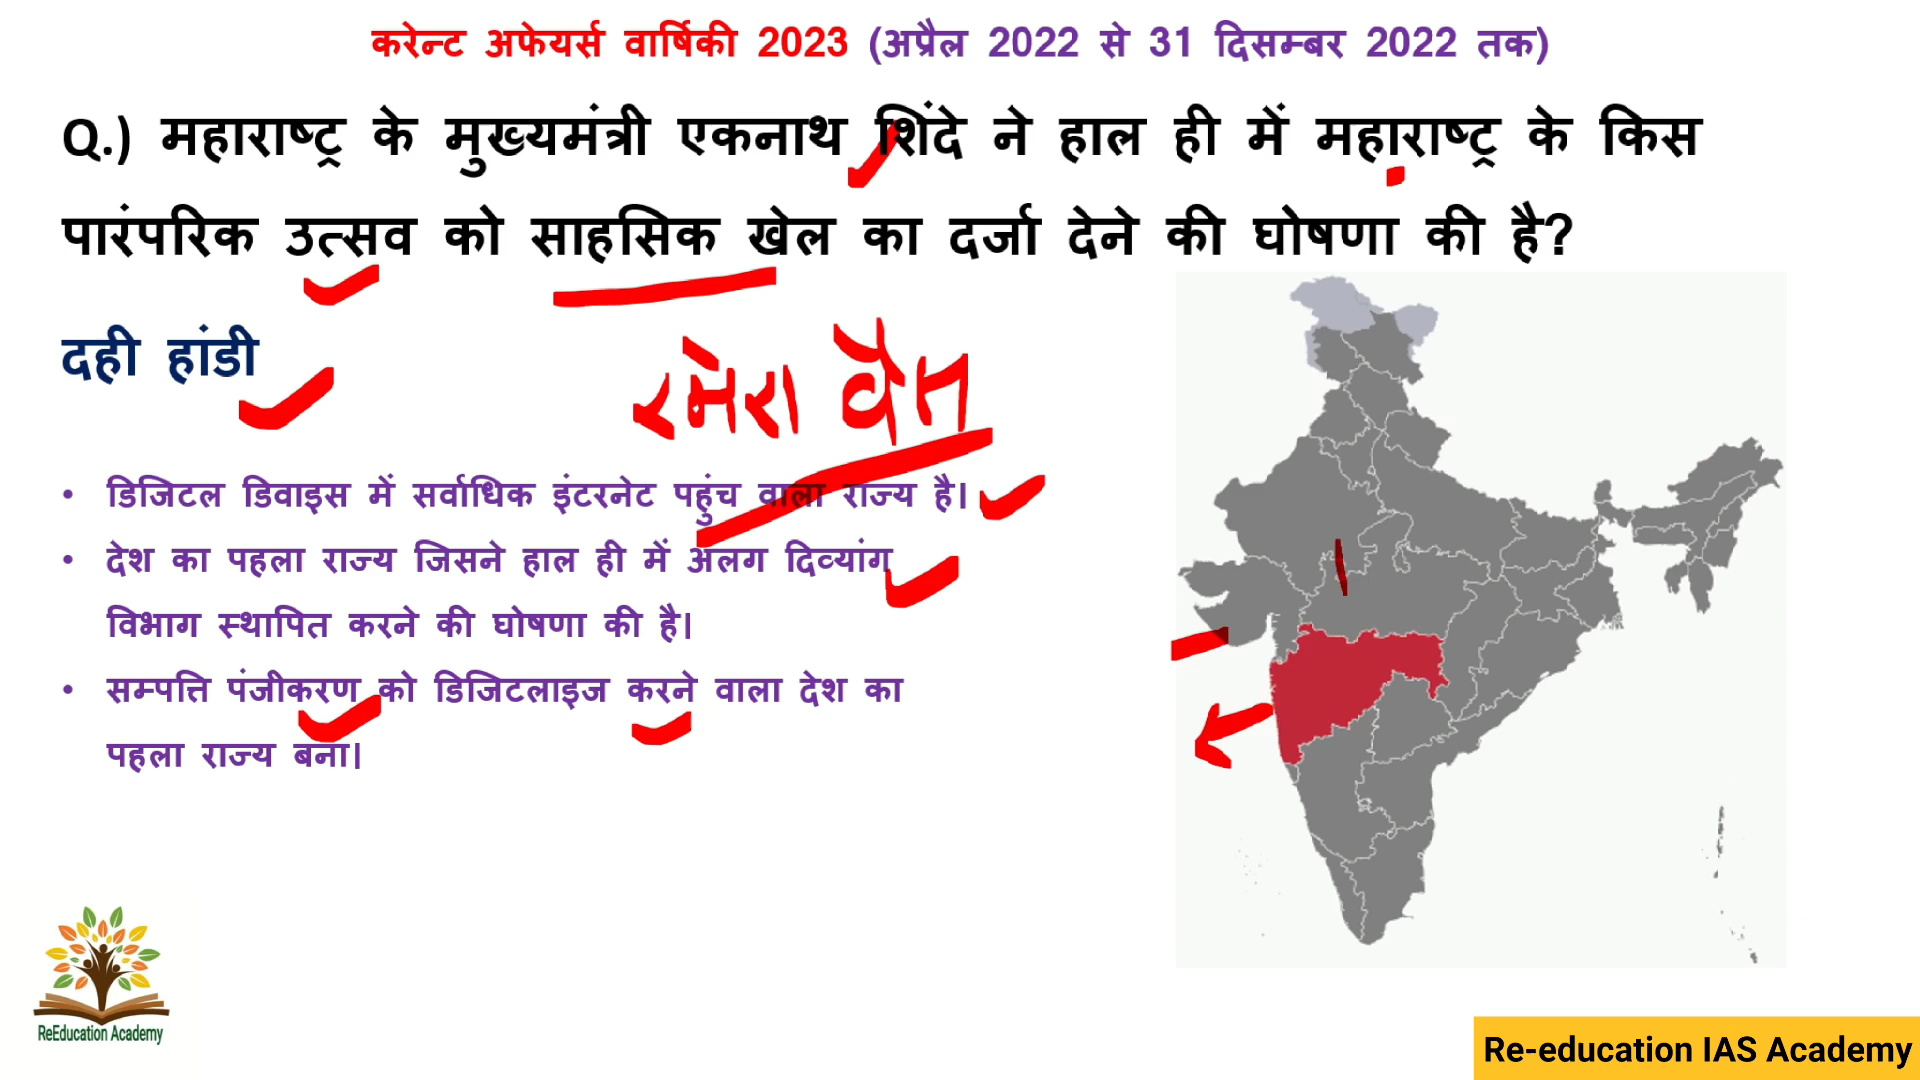 करेन्ट अफेयर्स वार्षिकी 2023 (अप्रैल 2022 से 31 दिसम्बर 2022 तक)
Q.) महाराष्ट्र के मुख्यमंत्री एकनाथ शिंदे ने हाल ही में महाराष्ट्र के किस
पारंपरिक उत्सव को साहसिक खेल का दर्जा देने की घोषणा की है?
दही हांडी
• डिजिटल डिवाइस में सर्वाधिक इंटरनेट पहुंच वाला राज्य है।
• देश का पहला राज्य जिसने हाल ही में अलग दिव्यांग
विभाग स्थापित करने की घोषणा की है।
• सम्पत्ति पंजीकरण को डिजिटलाइज करने वाला देश का
पहला राज्य बना।
ReEducation Academy
Re-education IAS Academy